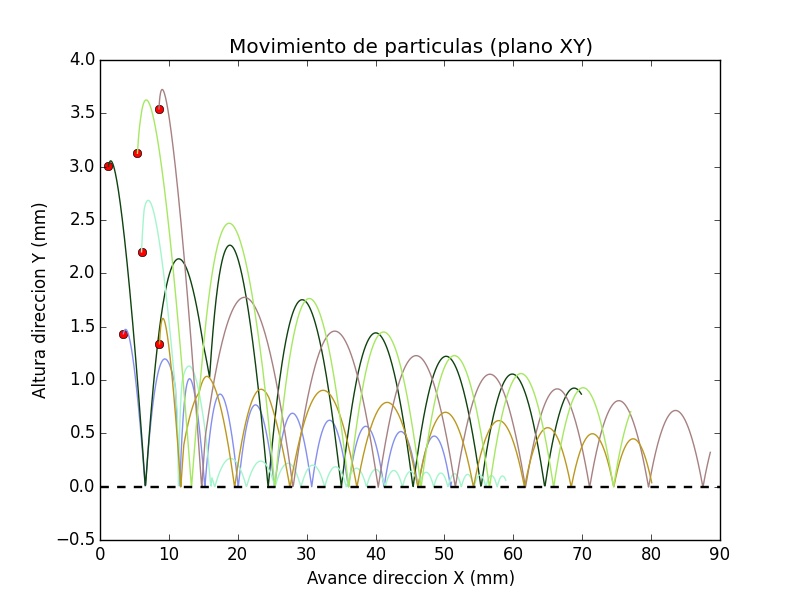 Movimiento de particulas (plano XY)
4.0
3.5
3.0
2.5
2.0
1.5
1.0
0.5
0.0
−0.5
Altura direccion Y (mm)
0 10 20 30 40 50 60 70 80 90
Avance direccion X (mm)